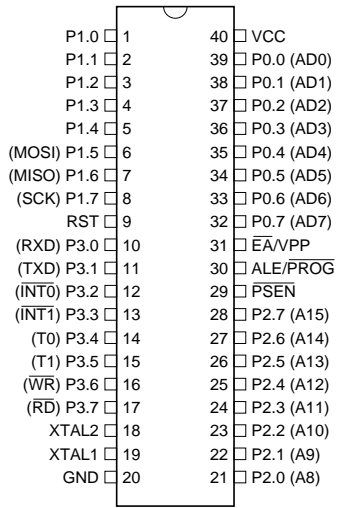 P1.0 1 40 VCC
P1.1 2 39 P0.0 (AD0)
P1.2 3 38 P0.1 (AD1)
P1.3 4 37 P0.2 (AD2)
P1.4 5 36 P0.3 (AD3)
(MOSI) P1.5 6 35 P0.4 (AD4)
(MISO) P1.6 7 34 P0.5 (AD5)
(SCK) P1.7 8 33 P0.6 (AD6)
RST 9 32 P0.7 (AD7)
(RXD) P3.0 10 31 E̅A̅/VPP
(TXD) P3.1 11 30 ALE/P̅R̅O̅G̅
(I̅N̅T̅0̅) P3.2 12 29 P̅S̅E̅N̅
(I̅N̅T̅1̅) P3.3 13 28 P2.7 (A15)
(T0) P3.4 14 27 P2.6 (A14)
(T1) P3.5 15 26 P2.5 (A13)
(W̅R̅) P3.6 16 25 P2.4 (A12)
(R̅D̅) P3.7 17 24 P2.3 (A11)
XTAL2 18 23 P2.2 (A10)
XTAL1 19 22 P2.1 (A9)
GND 20 21 P2.0 (A8)